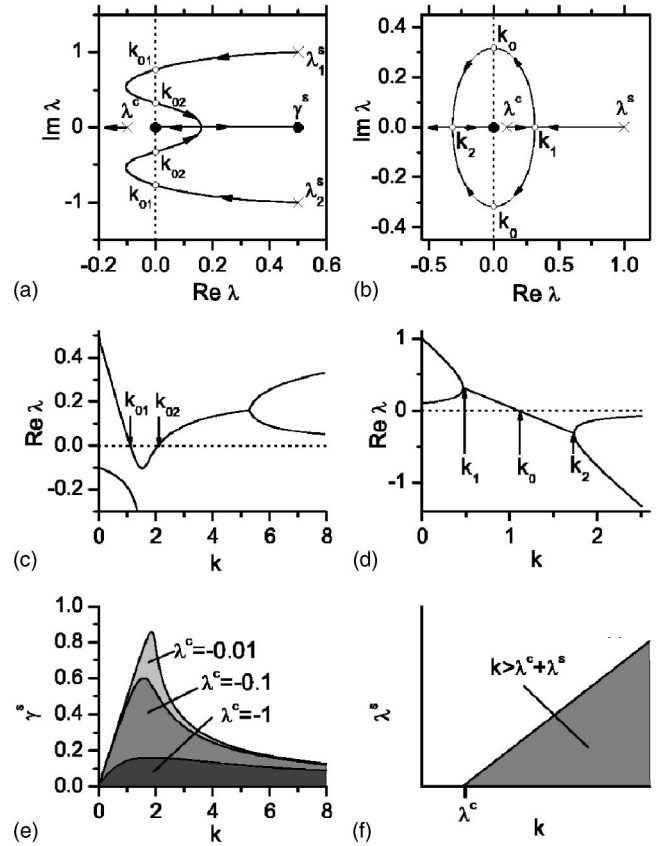 1
0
-1
Im λ
-0.2 0.0 0.2 0.4 0.6
Re λ
k₀₁
k₀₂
λᶜ
λ₁ˢ
γˢ
k₀₂
k₀₁
λ₂ˢ
(a)
0.4
0.2
0.0
-0.2
-0.4
Im λ
-0.5 0.0 0.5 1.0
Re λ
k₀
λᶜ
λˢ
k₂
k₁
k₀
(b)
0.4
0.2
0.0
-0.2
Re λ
0 2 4 6 8
k
k₀₁ k₀₂
(c)
1
0
-1
Re λ
0 1 2
k
k₁ k₀ k₂
(d)
1.0
0.8
0.6
0.4
0.2
0.0
γˢ
0 2 4 6 8
k
λᶜ=-0.01
λᶜ=-0.1
λᶜ=-1
(e)
λˢ
k>λᶜ+λˢ
λᶜ
k
(f)